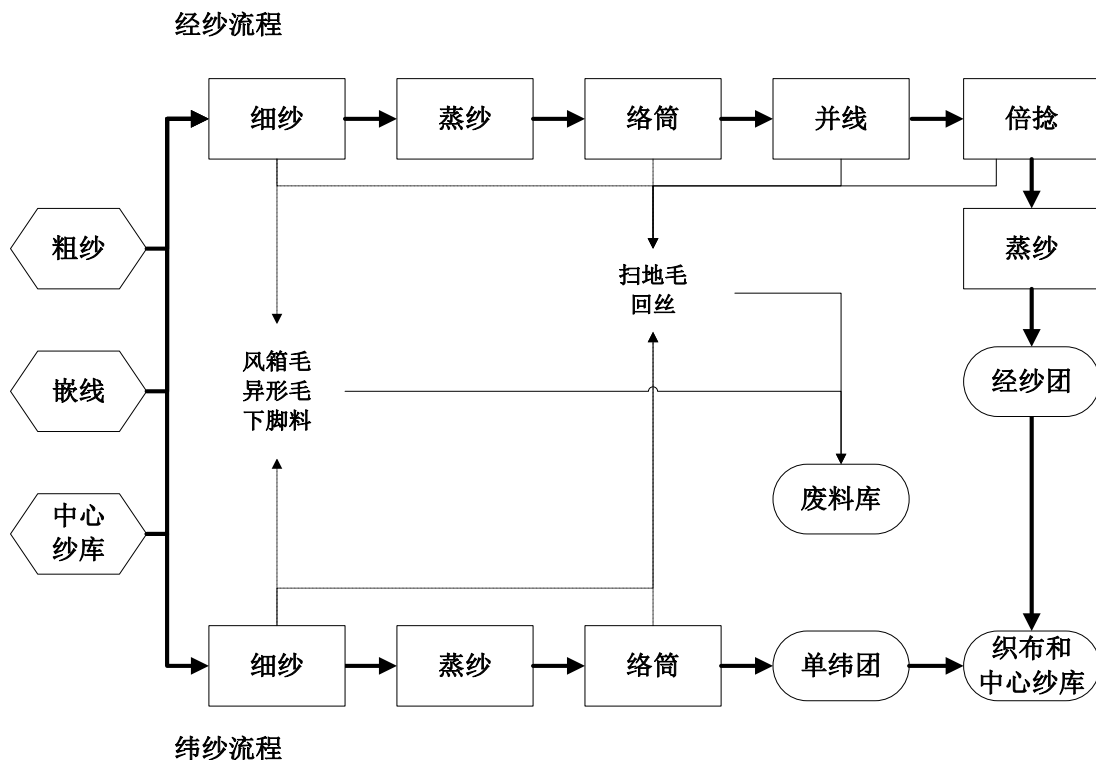 经纱流程
细纱
蒸纱
络筒
并线
倍捻
粗纱
蒸纱
扫地毛
回丝
嵌线
风箱毛
异形毛
下脚料
经纱团
中心
纱库
废料库
细纱
蒸纱
络筒
单纬团
织布和
中心纱库
纬纱流程